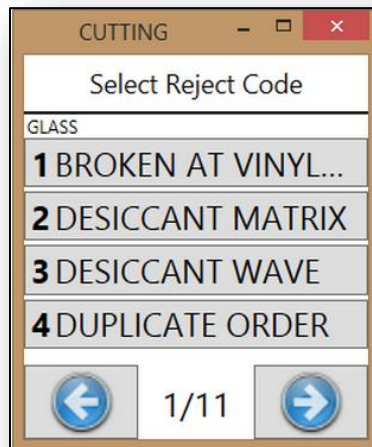 CUTTING
Select Reject Code
GLASS
1 BROKEN AT VINYL...
2 DESICCANT MATRIX
3 DESICCANT WAVE
4 DUPLICATE ORDER
1/11